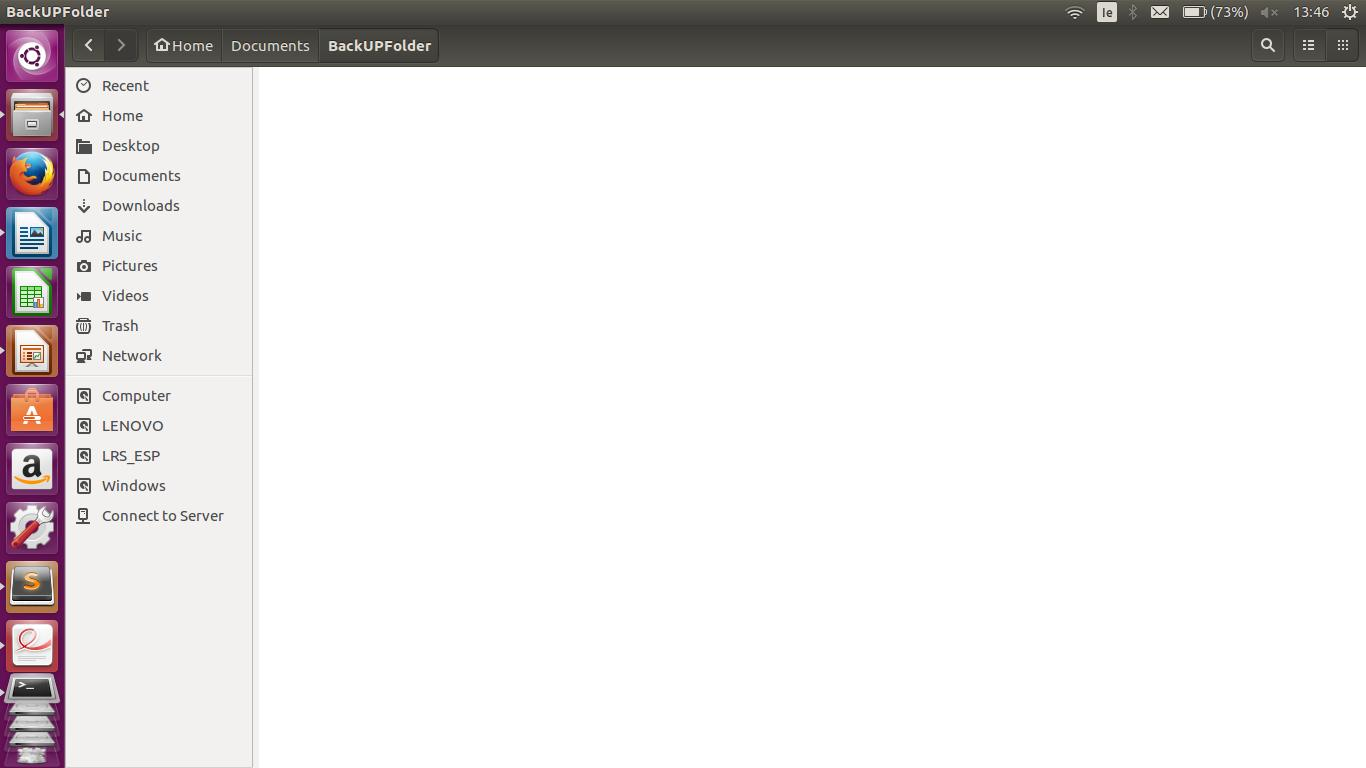 BackUPFolder
Ie
(73%)
13:46
Home
Documents
BackUPFolder
Recent
Home
Desktop
Documents
Downloads
Music
Pictures
Videos
Trash
Network
Computer
LENOVO
LRS_ESP
Windows
Connect to Server
A
a
S
>_